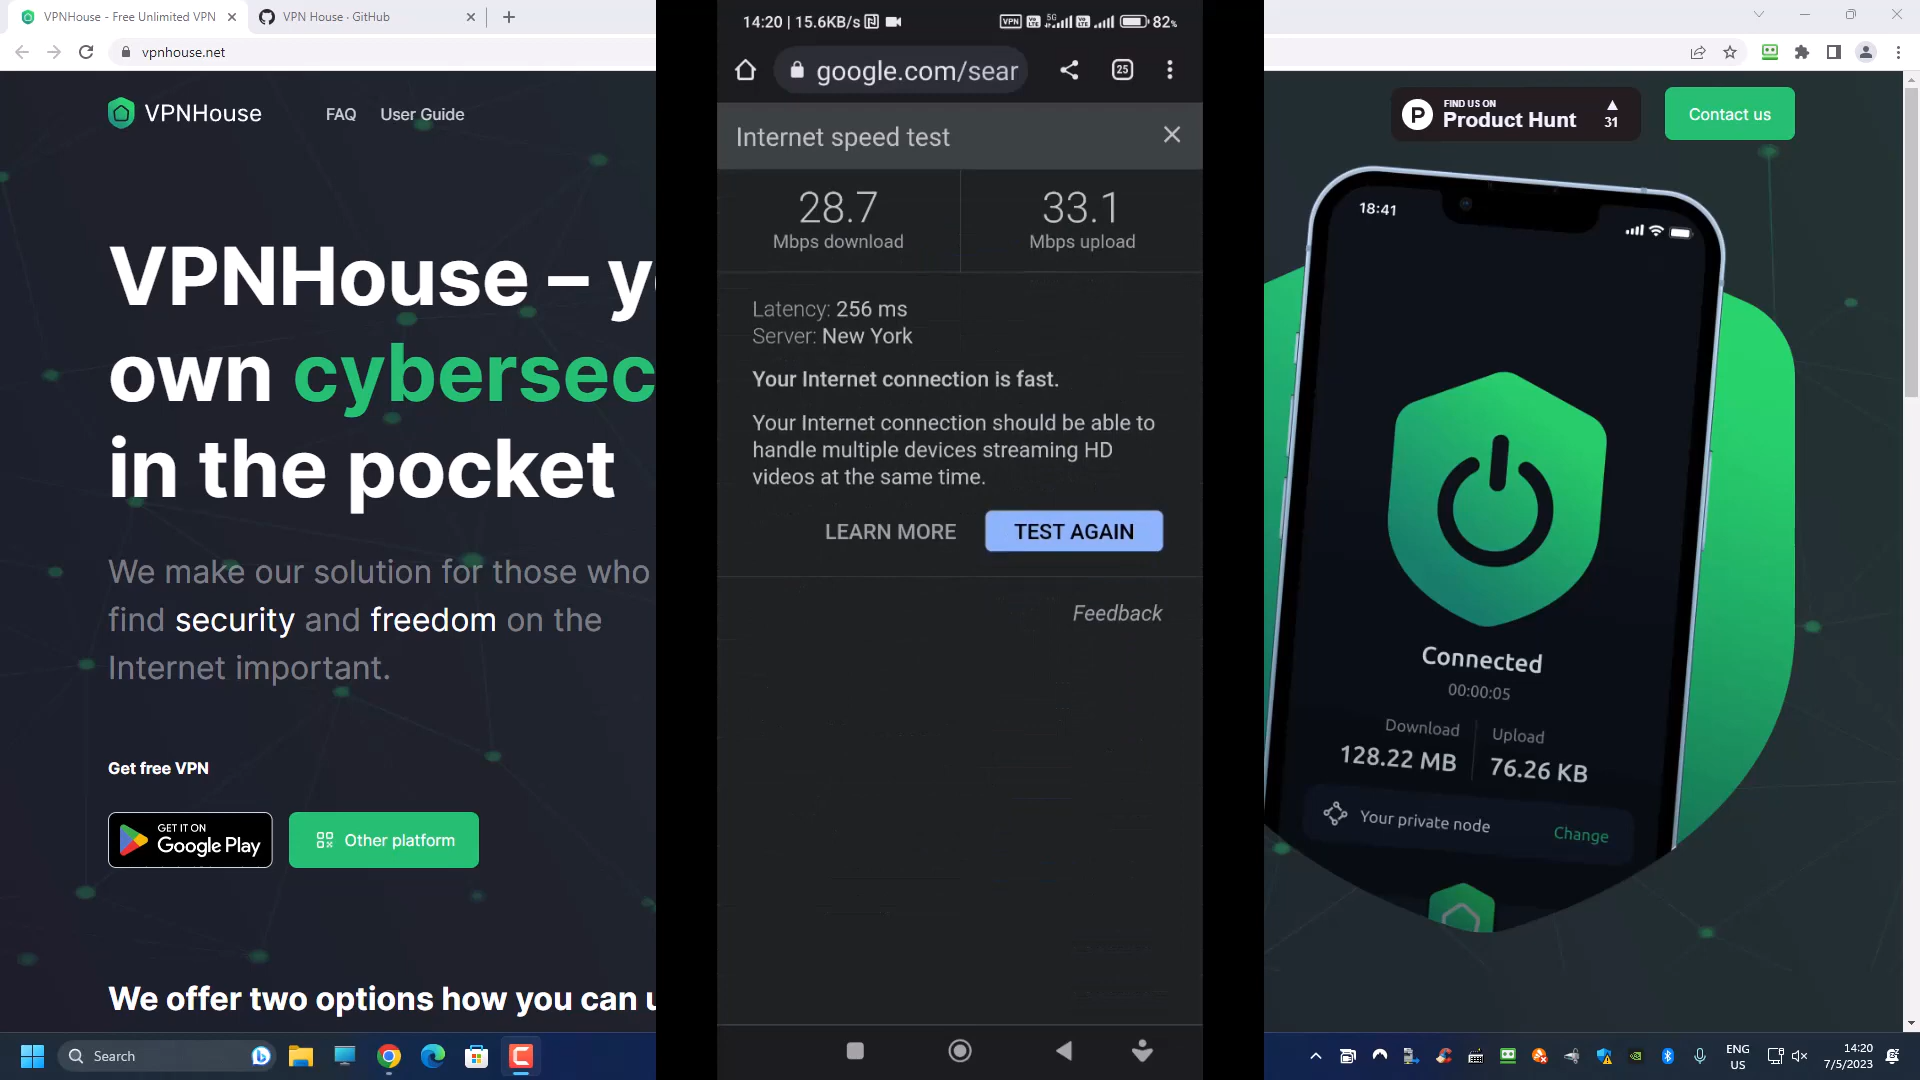 VPNHouse - Free Unlimited VPN
VPN House · GitHub
vpnhouse.net
VPNHouse
FAQ
User Guide
VPNHouse –
own cybersec
in the pocket
We make our solution for those who
find security and freedom on the
Internet important.
Get free VPN
GET IT ON
Google Play
Other platform
We offer two options how you can
14:20 | 15.6KB/s
VPN
5G
82%
google.com/sear
25
Internet speed test
28.7
Mbps download
33.1
Mbps upload
Latency: 256 ms
Server: New York
Your Internet connection is fast.
Your Internet connection should be able to
handle multiple devices streaming HD
videos at the same time.
LEARN MORE
TEST AGAIN
Feedback
P
FIND US ON
Product Hunt
31
Contact us
18:41
Connected
00:00:05
Download
128.22 MB
Upload
76.26 KB
Your private node
Change
Search
ENG
US
14:20
7/5/2023